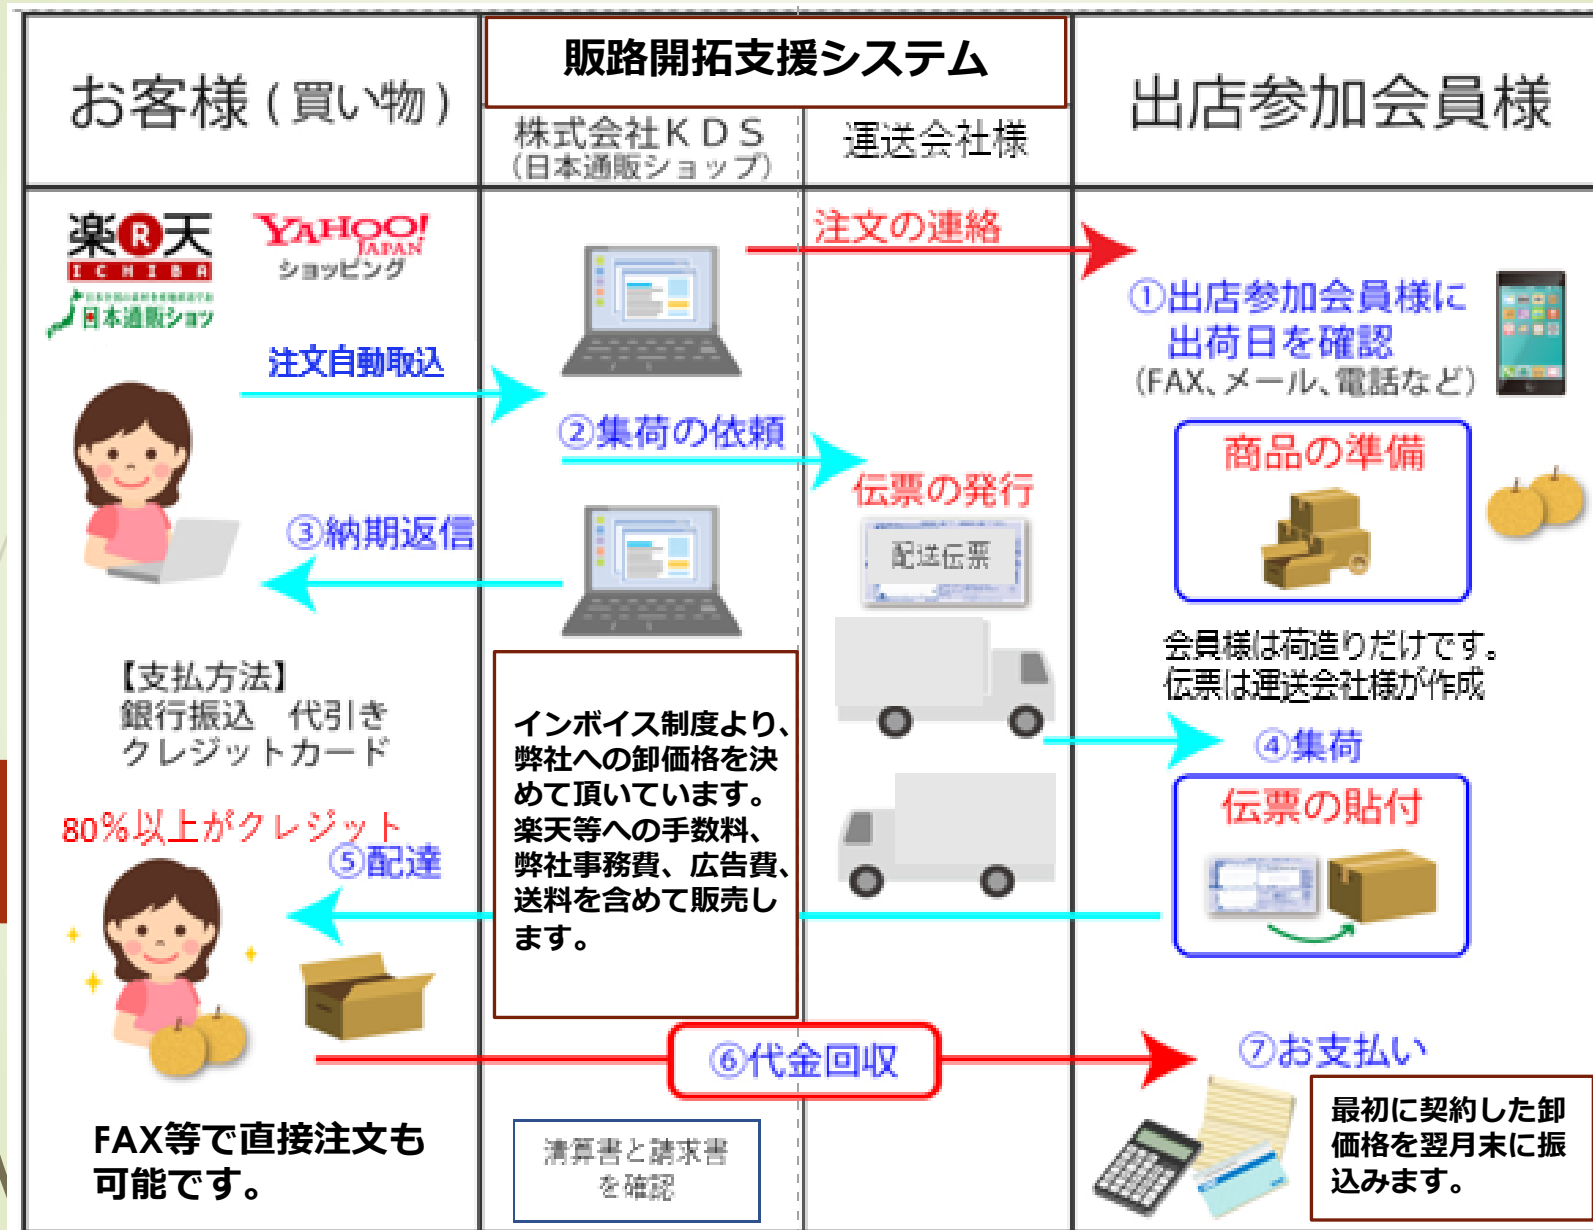 お客様(買い物)
販路開拓支援システム
株式会社KDS
(日本通販ショップ)
運送会社様
出店参加会員様
楽R天
ICHIBA
YAHOO!
JAPAN
ショッピング
日本通販ショッ
注文の連絡
①出店参加会員様に
出荷日を確認
(FAX、メール、電話など)
注文自動取込
②集荷の依頼
商品の準備
伝票の発行
配送伝票
③納期返信
会員様は荷造りだけです。
伝票は運送会社様が作成
【支払方法】
銀行振込 代引き
クレジットカード
インボイス制度より、
弊社への卸価格を決
めて頂いています。
楽天等への手数料、
弊社事務費、広告費、
送料を含めて販売し
ます。
④集荷
伝票の貼付
80%以上がクレジット
⑤配達
⑥代金回収
⑦お支払い
FAX等で直接注文も
可能です。
清算書と請求書
を確認
最初に契約した卸
価格を翌月末に振
込みます。